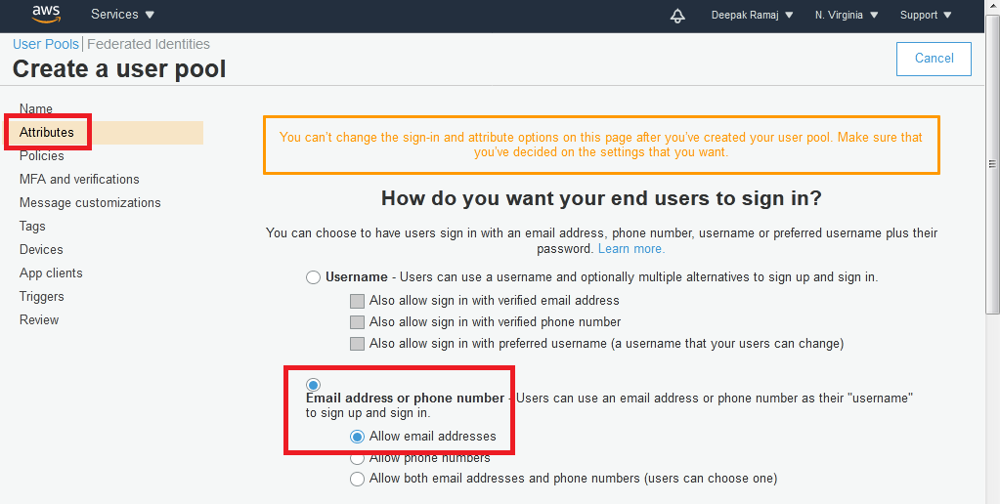 aws Services Deepak Ramaj N. Virginia Support
User Pools | Federated Identities
Create a user pool
Cancel
Name
Attributes
Policies
MFA and verifications
Message customizations
Tags
Devices
App clients
Triggers
Review
You can't change the sign-in and attribute options on this page after you've created your user pool. Make sure that
you've decided on the settings that you want.
How do you want your end users to sign in?
You can choose to have users sign in with an email address, phone number, username or preferred username plus their
password. Learn more.
Username - Users can use a username and optionally multiple alternatives to sign up and sign in.
Also allow sign in with verified email address
Also allow sign in with verified phone number
Also allow sign in with preferred username (a username that your users can change)
Email address or phone number - Users can use an email address or phone number as their "username"
to sign up and sign in.
Allow email addresses
Allow phone numbers
Allow both email addresses and phone numbers (users can choose one)